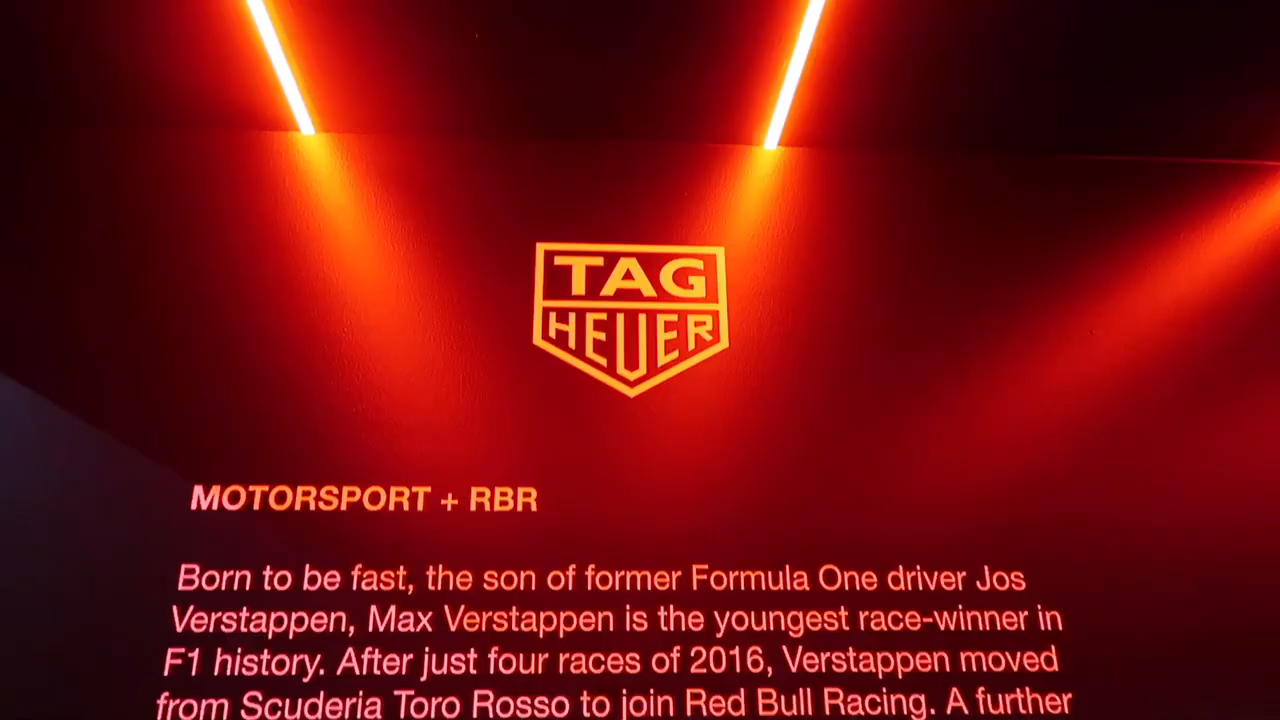 TAG
HEUER
MOTORSPORT + RBR
Born to be fast, the son of former Formula One driver Jos
Verstappen, Max Verstappen is the youngest race-winner in
F1 history. After just four races of 2016, Verstappen moved
from Scuderia Toro Rosso to join Red Bull Racing. A further